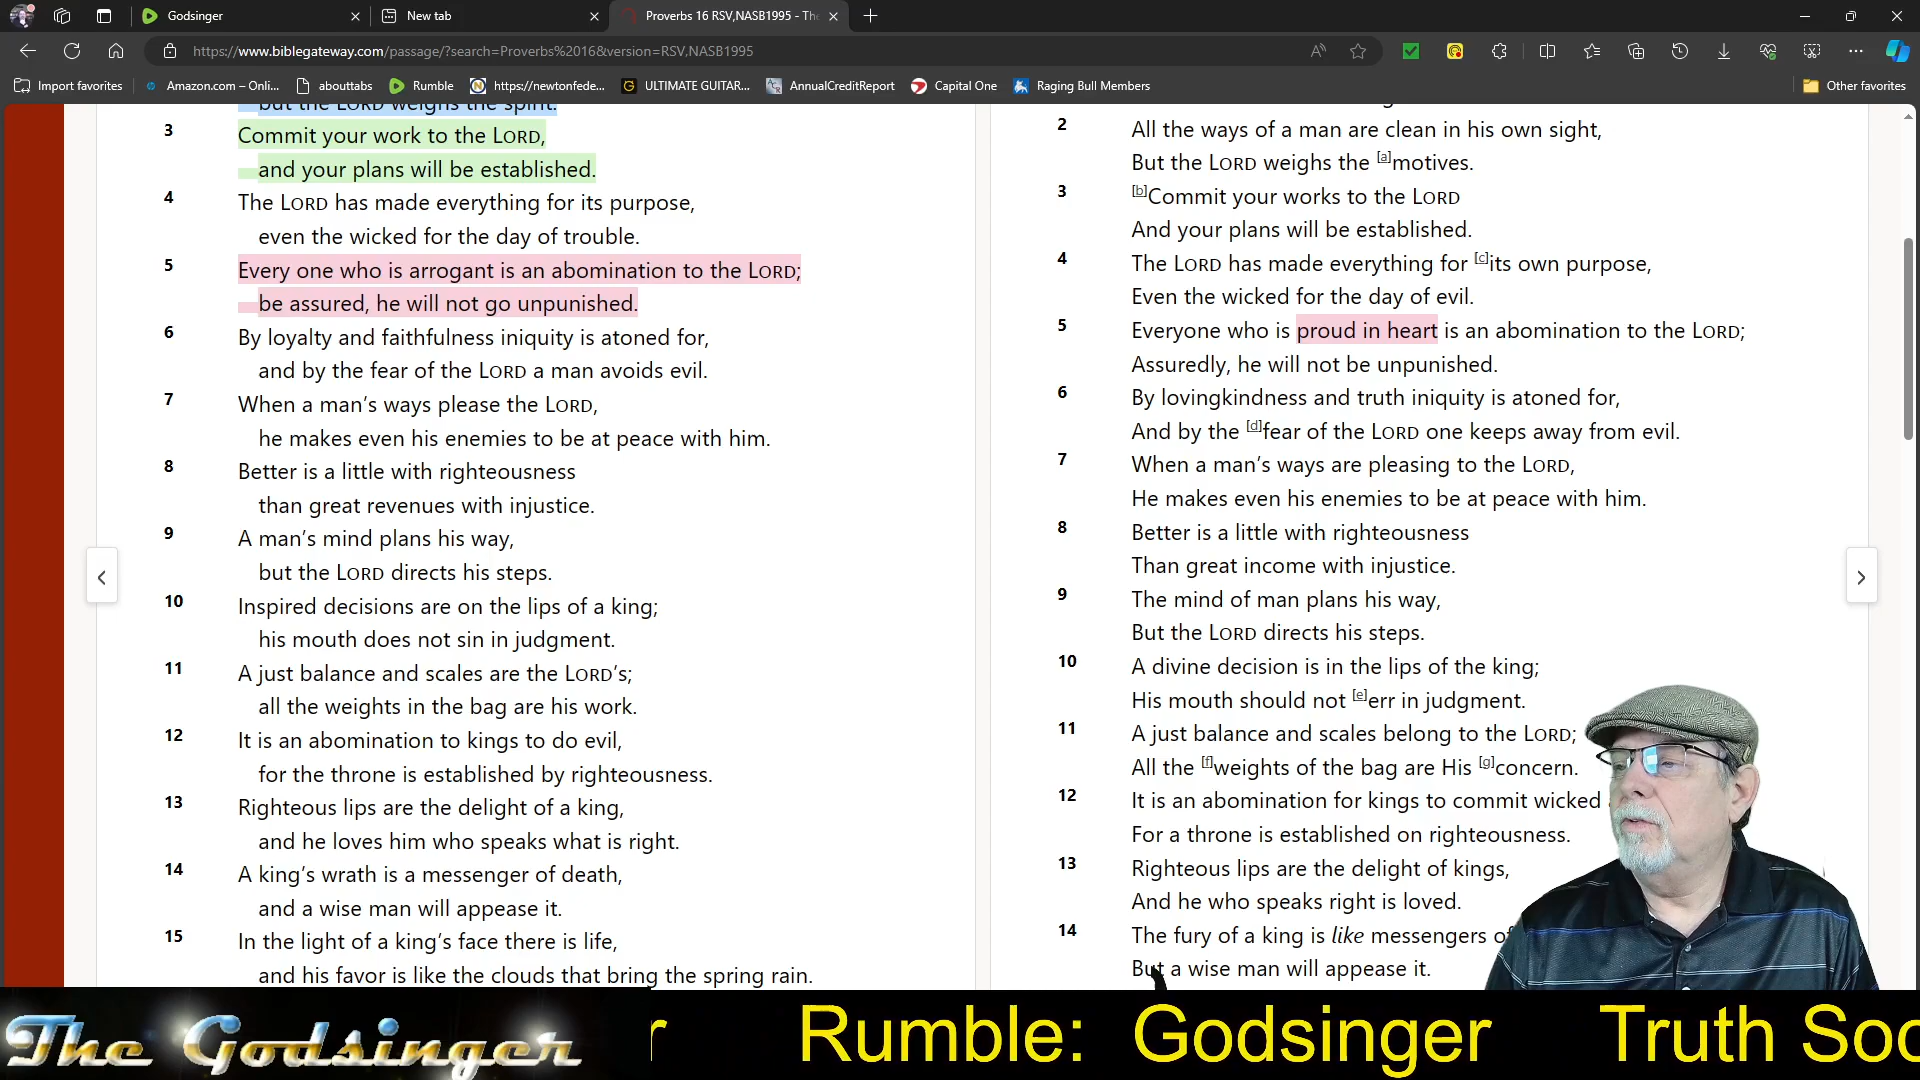 Godsinger
New tab
Proverbs 16 RSV,NASB1995 - The
https://www.biblegateway.com/passage/?search=Proverbs%2016&version=RSV,NASB1995
Import favorites
Amazon.com – Onli...
abouttabs
Rumble
https://newtonfede...
ULTIMATE GUITAR...
AnnualCreditReport
Capital One
Raging Bull Members
Other favorites
but the LORD weighs the spirit.
3 Commit your work to the LORD,
and your plans will be established.
4 The LORD has made everything for its purpose,
even the wicked for the day of trouble.
5 Every one who is arrogant is an abomination to the LORD;
be assured, he will not go unpunished.
6 By loyalty and faithfulness iniquity is atoned for,
and by the fear of the LORD a man avoids evil.
7 When a man’s ways please the LORD,
he makes even his enemies to be at peace with him.
8 Better is a little with righteousness
than great revenues with injustice.
9 A man’s mind plans his way,
but the LORD directs his steps.
10 Inspired decisions are on the lips of a king;
his mouth does not sin in judgment.
11 A just balance and scales are the LORD’s;
all the weights in the bag are his work.
12 It is an abomination to kings to do evil,
for the throne is established by righteousness.
13 Righteous lips are the delight of a king,
and he loves him who speaks what is right.
14 A king’s wrath is a messenger of death,
and a wise man will appease it.
15 In the light of a king’s face there is life,
and his favor is like the clouds that bring the spring rain.
2 All the ways of a man are clean in his own sight,
But the LORD weighs the [a]motives.
3 [b]Commit your works to the LORD
And your plans will be established.
4 The LORD has made everything for [c]its own purpose,
Even the wicked for the day of evil.
5 Everyone who is proud in heart is an abomination to the LORD;
Assuredly, he will not be unpunished.
6 By lovingkindness and truth iniquity is atoned for,
And by the [d]fear of the LORD one keeps away from evil.
7 When a man’s ways are pleasing to the LORD,
He makes even his enemies to be at peace with him.
8 Better is a little with righteousness
Than great income with injustice.
9 The mind of man plans his way,
But the LORD directs his steps.
10 A divine decision is in the lips of the king;
His mouth should not [e]err in judgment.
11 A just balance and scales belong to the LORD;
All the [f]weights of the bag are His [g]concern.
12 It is an abomination for kings to commit wicked
For a throne is established on righteousness.
13 Righteous lips are the delight of kings,
And he who speaks right is loved.
14 The fury of a king is like messengers of
But a wise man will appease it.
The Godsinger
r Rumble: Godsinger Truth Soc